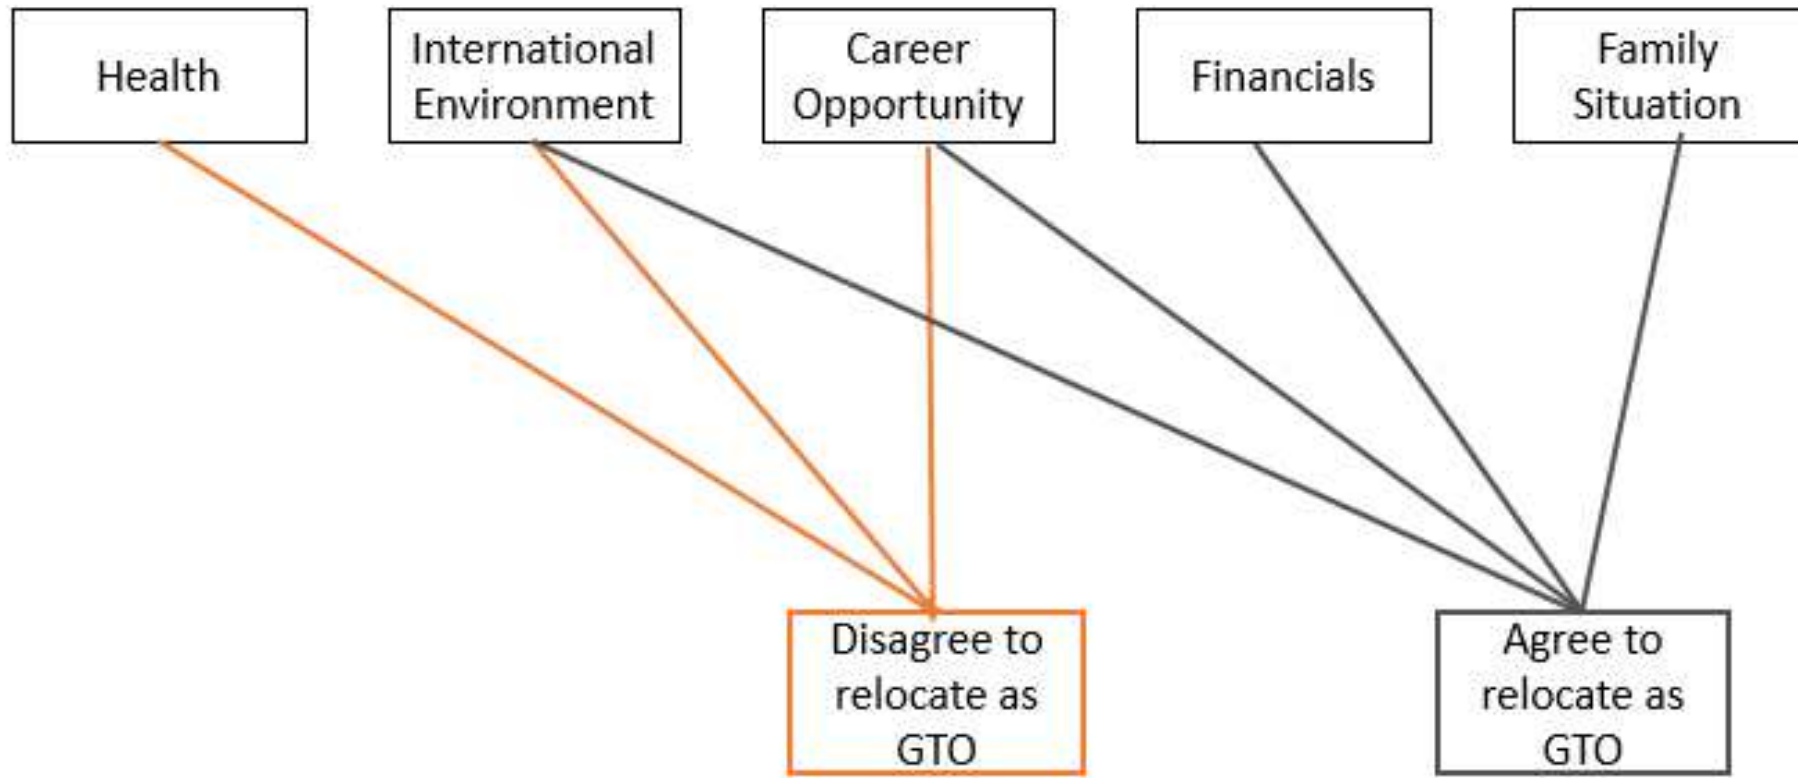 Health
International
Environment
Career
Opportunity
Financials
Family
Situation
Disagree to
relocate as
GTO
Agree to
relocate as
GTO